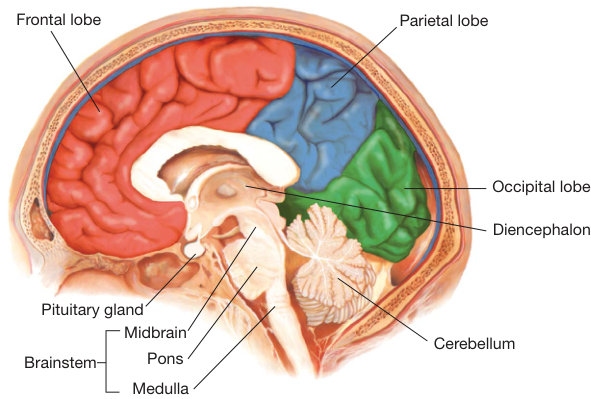 Frontal lobe
Parietal lobe
Occipital lobe
Diencephalon
Pituitary gland
Midbrain
Brainstem
Pons
Medulla
Cerebellum